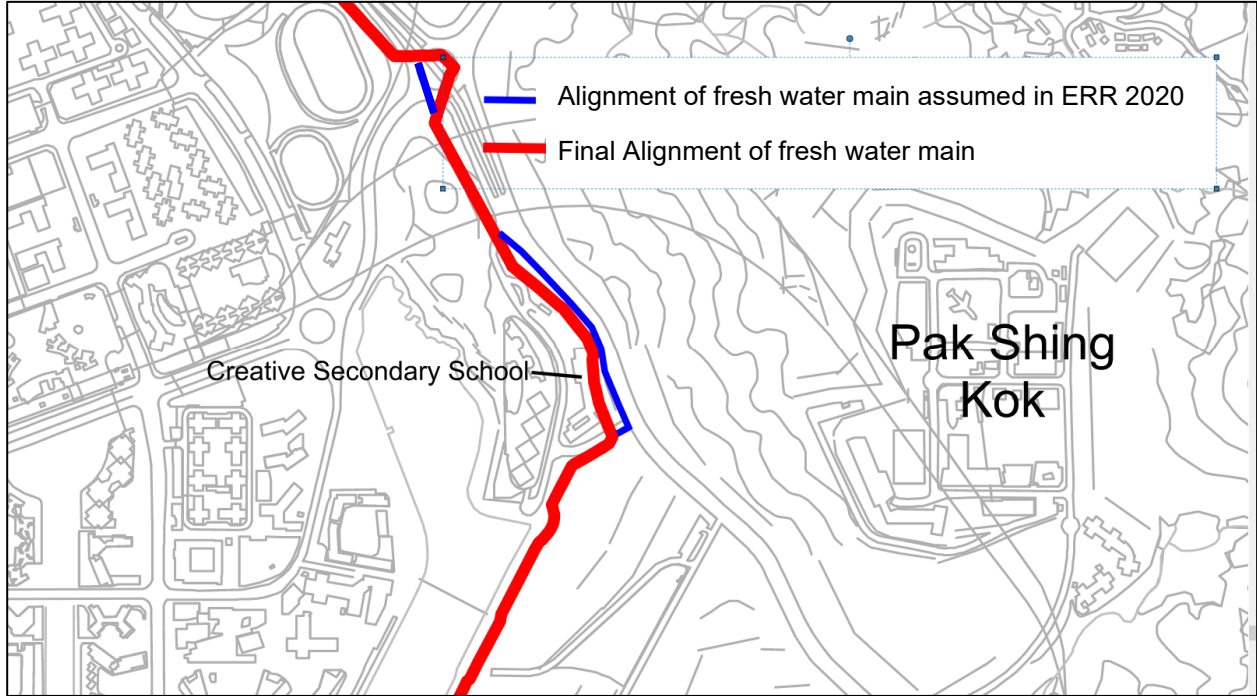 Alignment of fresh water main assumed in ERR 2020
Final Alignment of fresh water main
Creative Secondary School
Pak Shing
Kok